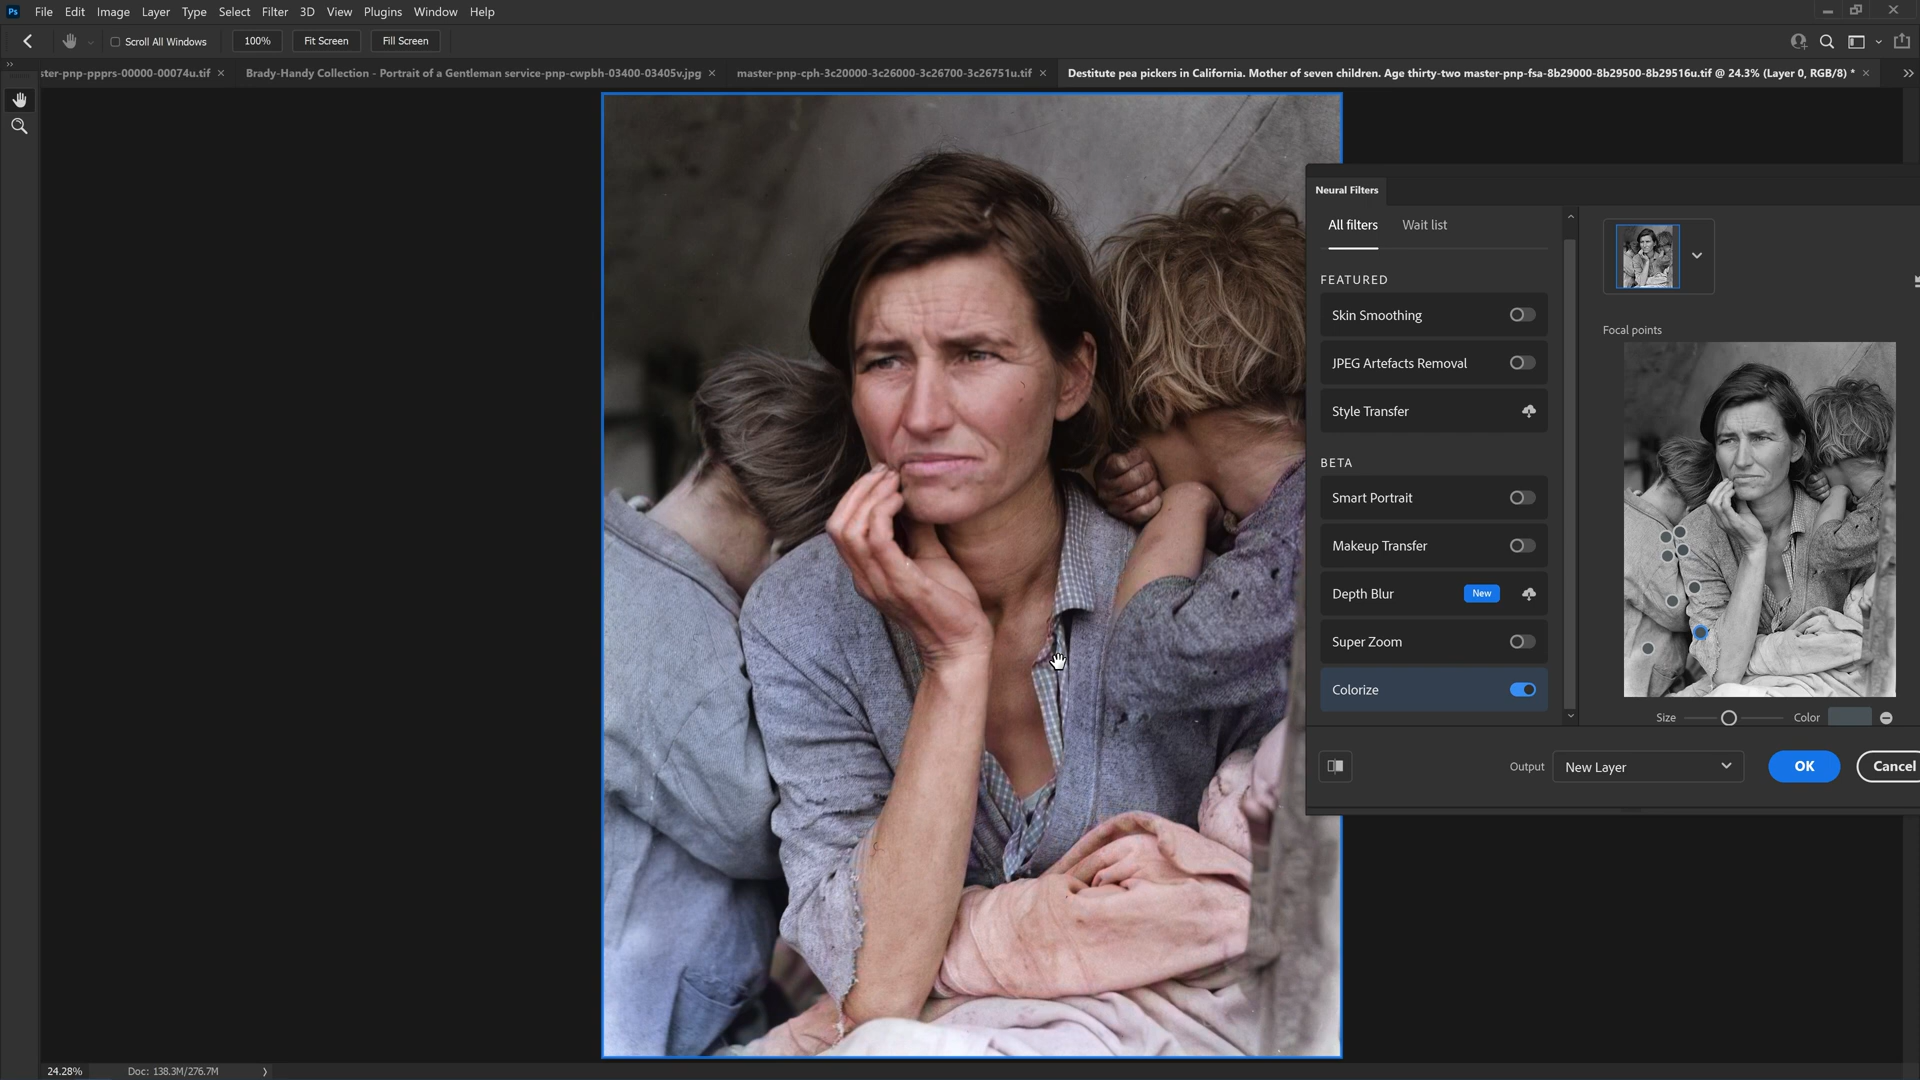 Ps File Edit Image Layer Type Select Filter 3D View Plugins Window Help
Scroll All Windows 100% Fit Screen Fill Screen
ster-pnp-ppprs-00000-00074u.tif × Brady-Handy Collection - Portrait of a Gentleman service-pnp-cwpbh-03400-03405v.jpg × master-pnp-cph-3c20000-3c26000-3c26700-3c26751u.tif × Destitute pea pickers in California. Mother of seven children. Age thirty-two master-pnp-fsa-8b29000-8b29500-8b29516u.tif @ 24.3% (Layer 0, RGB/8) * ×
Neural Filters
All filters Wait list
FEATURED
Skin Smoothing
JPEG Artefacts Removal
Style Transfer
BETA
Smart Portrait
Makeup Transfer
Depth Blur New
Super Zoom
Colorize
Focal points
Size Color
Output New Layer OK Cancel
24.28% Doc: 138.3M/276.7M